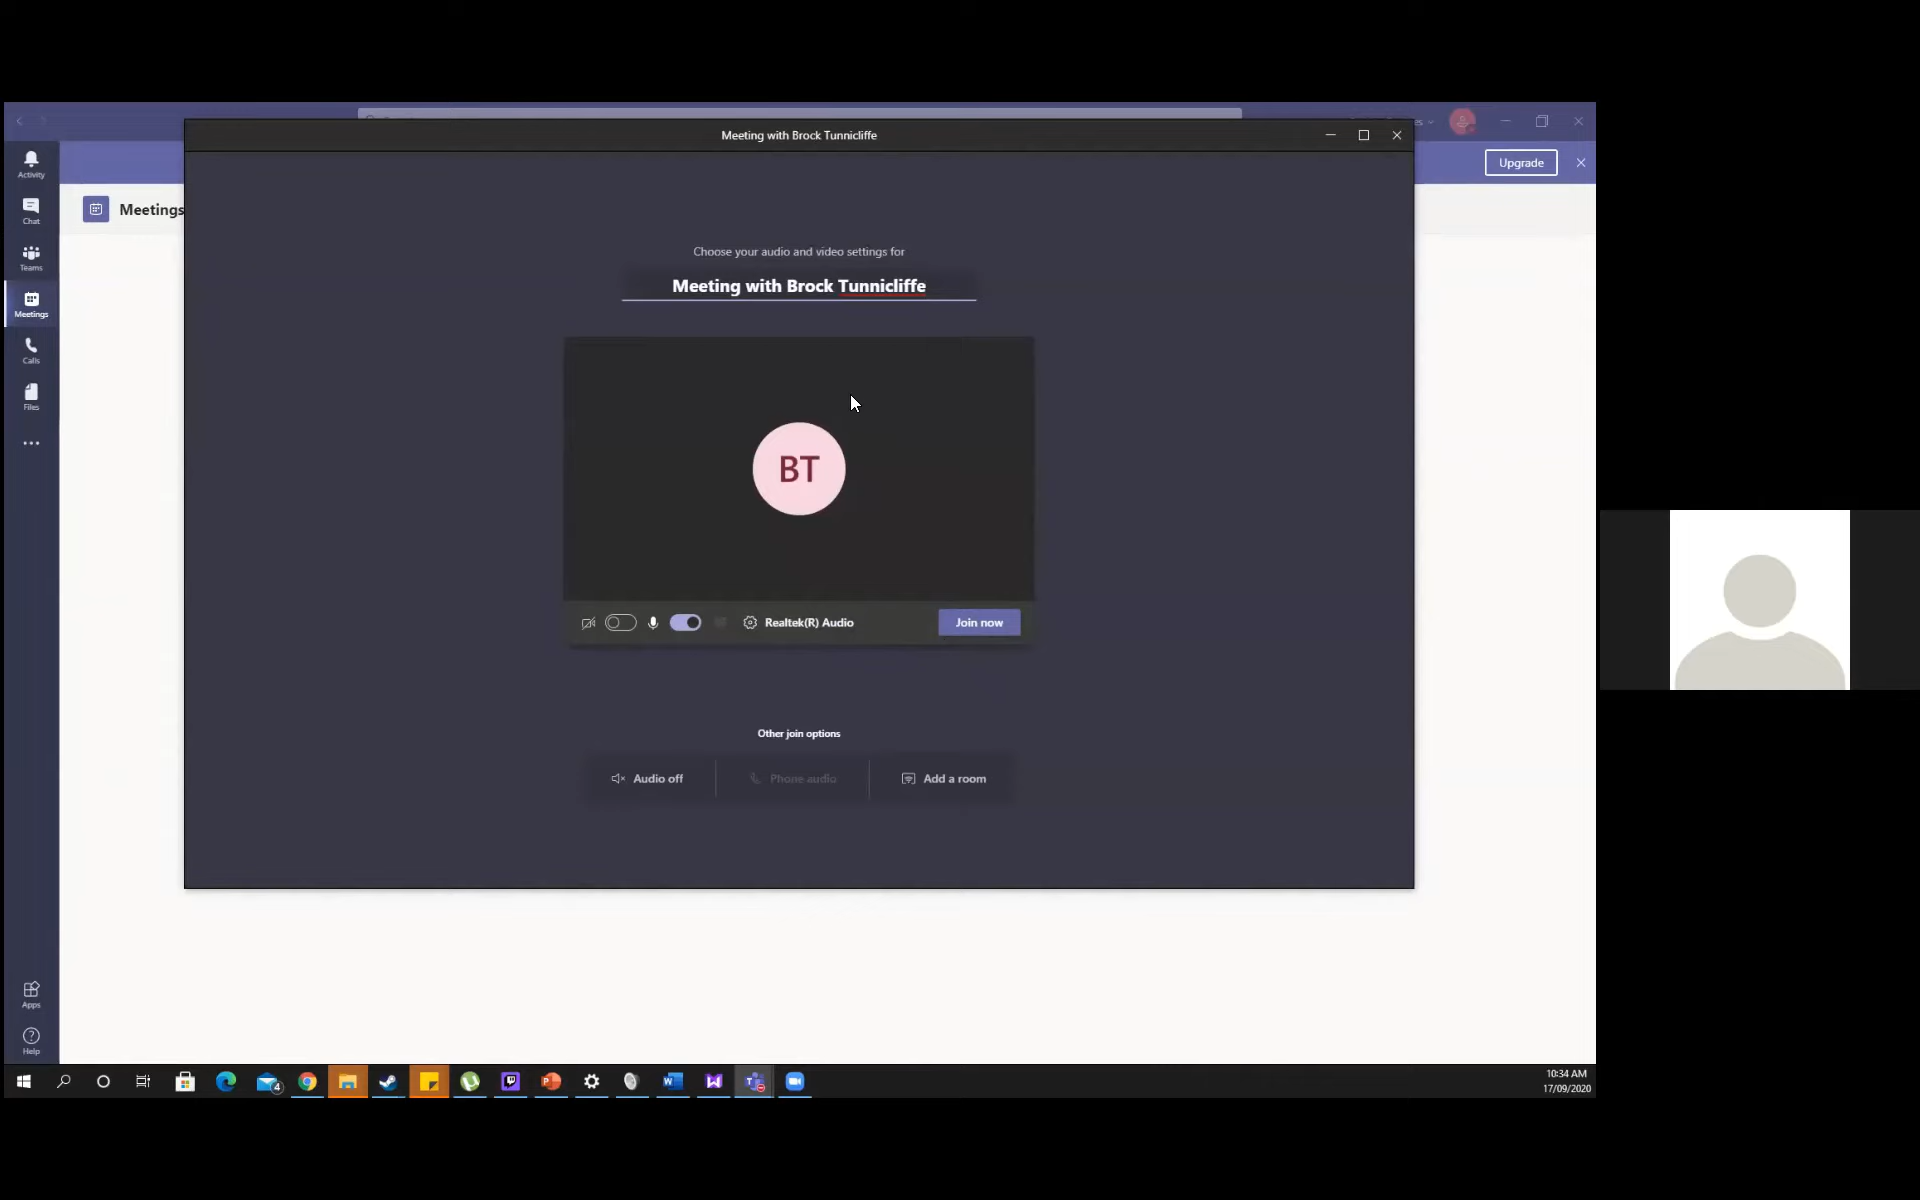 Meeting with Brock Tunnicliffe
Upgrade
Activity
Chat
Teams
Meetings
Calls
Files
Apps
Help
Meetings
Choose your audio and video settings for
Meeting with Brock Tunnicliffe
BT
Realtek(R) Audio
Join now
Other join options
Audio off
Phone audio
Add a room
4
10:34 AM
17/09/2020